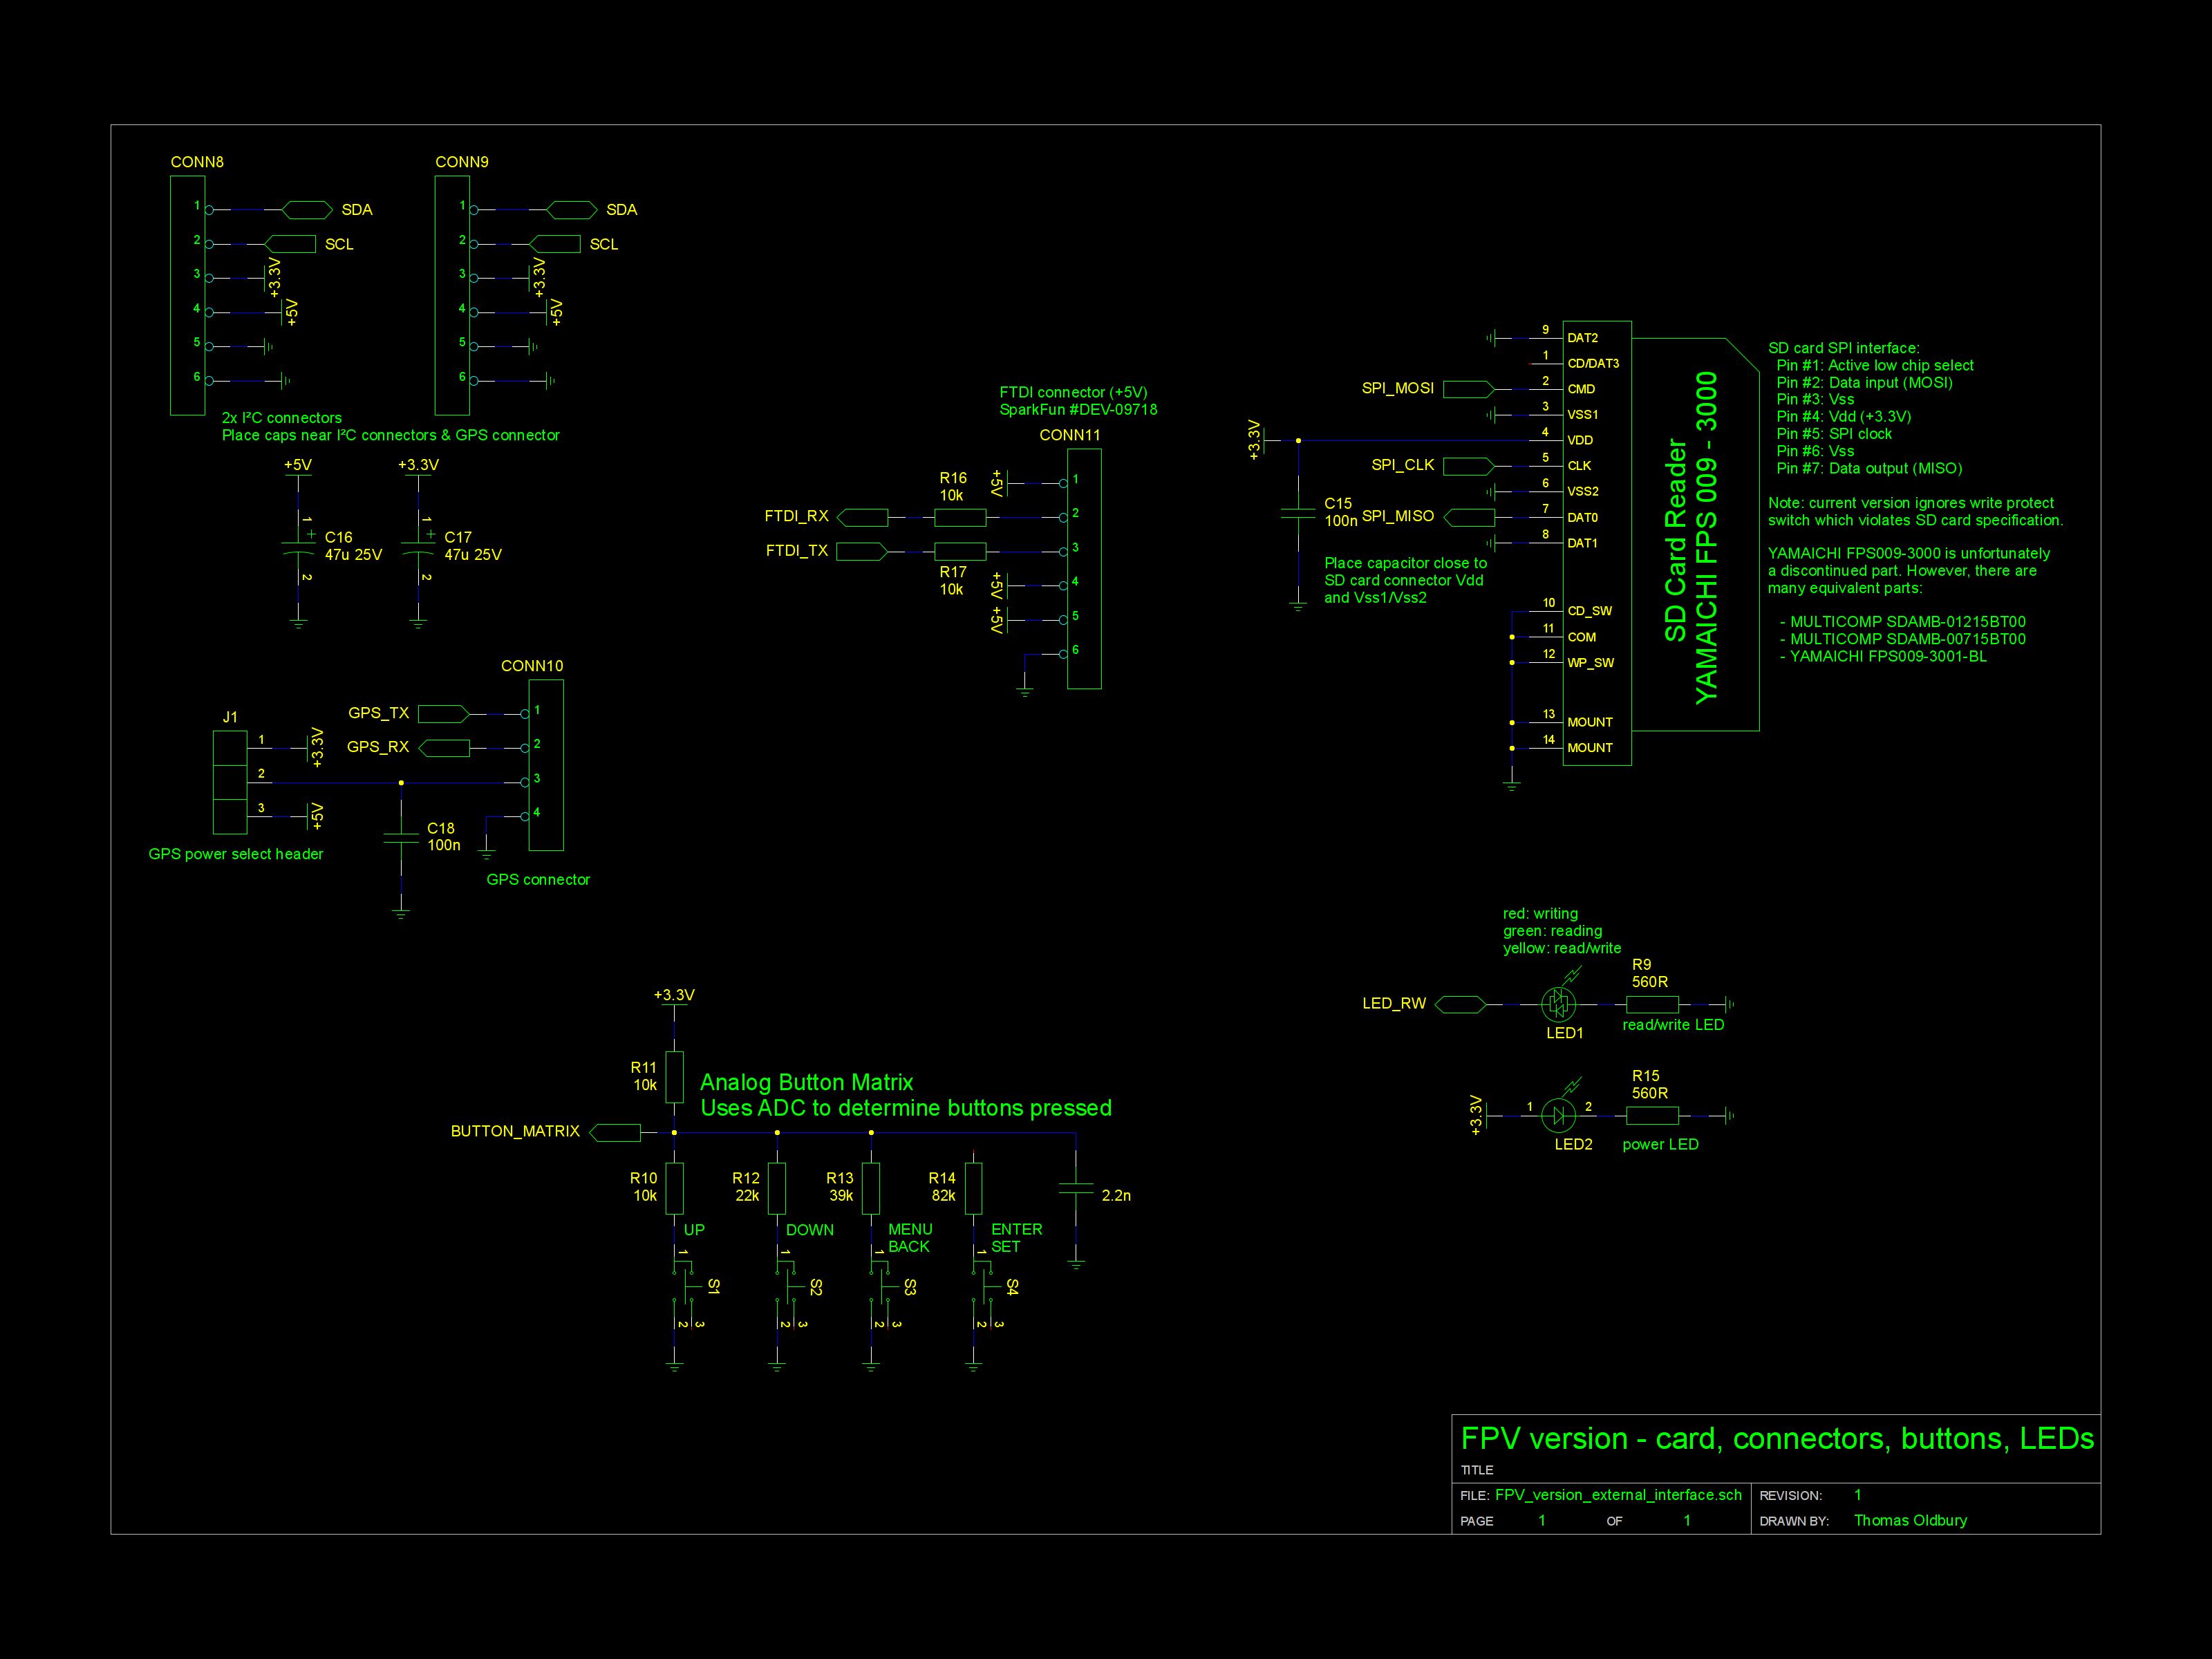 CONN8
1
SDA
2
SCL
3
+3.3V
4
+5V
5
6
CONN9
1
SDA
2
SCL
3
+3.3V
4
+5V
5
6
2x I²C connectors
Place caps near I²C connectors & GPS connector
+5V
1
+
C16
47u 25V
2
+3.3V
1
+
C17
47u 25V
2
CONN10
GPS_TX
1
GPS_RX
2
3
4
J1
1
+3.3V
2
3
+5V
C18
100n
GPS power select header
GPS connector
FTDI connector (+5V)
SparkFun #DEV-09718
CONN11
+5V
1
R16
10k
FTDI_RX
2
FTDI_TX
3
R17
10k
+5V
4
+5V
5
6
9
DAT2
1
CD/DAT3
SPI_MOSI
2
CMD
3
VSS1
+3.3V
4
VDD
SPI_CLK
5
CLK
6
VSS2
C15
100n
SPI_MISO
7
DAT0
8
DAT1
Place capacitor close to
SD card connector Vdd
and Vss1/Vss2
10
CD_SW
11
COM
12
WP_SW
13
MOUNT
14
MOUNT
SD Card Reader
YAMAICHI FPS 009 - 3000
SD card SPI interface:
Pin #1: Active low chip select
Pin #2: Data input (MOSI)
Pin #3: Vss
Pin #4: Vdd (+3.3V)
Pin #5: SPI clock
Pin #6: Vss
Pin #7: Data output (MISO)
Note: current version ignores write protect
switch which violates SD card specification.
YAMAICHI FPS009-3000 is unfortunately
a discontinued part. However, there are
many equivalent parts:
- MULTICOMP SDAMB-01215BT00
- MULTICOMP SDAMB-00715BT00
- YAMAICHI FPS009-3001-BL
red: writing
green: reading
yellow: read/write
R9
560R
LED_RW
LED1
read/write LED
R15
560R
+3.3V
1
2
LED2
power LED
+3.3V
R11
10k
Analog Button Matrix
Uses ADC to determine buttons pressed
BUTTON_MATRIX
R10
10k
R12
22k
R13
39k
R14
82k
2.2n
UP
DOWN
MENU
BACK
ENTER
SET
1
S1
2
3
1
S2
2
3
1
S3
2
3
1
S4
2
3
FPV version - card, connectors, buttons, LEDs
TITLE
FILE: FPV_version_external_interface.sch
REVISION: 1
PAGE 1 OF 1
DRAWN BY: Thomas Oldbury